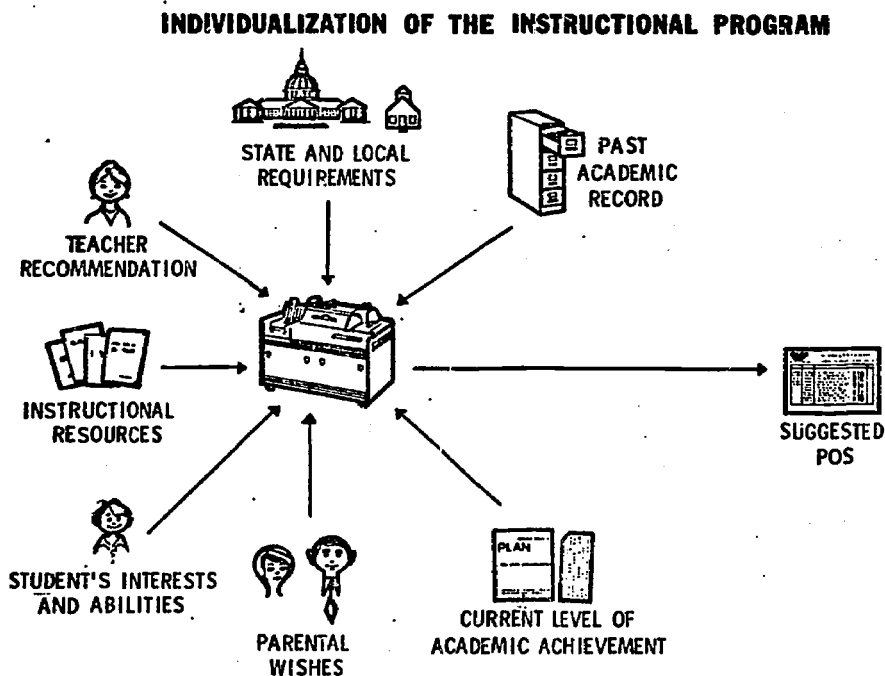 INDIVIDUALIZATION OF THE INSTRUCTIONAL PROGRAM
STATE AND LOCAL
REQUIREMENTS
PAST
ACADEMIC
RECORD
TEACHER
RECOMMENDATION
INSTRUCTIONAL
RESOURCES
SUGGESTED
POS
STUDENT'S INTERESTS
AND ABILITIES
PARENTAL
WISHES
PLAN
CURRENT LEVEL OF
ACADEMIC ACHIEVEMENT